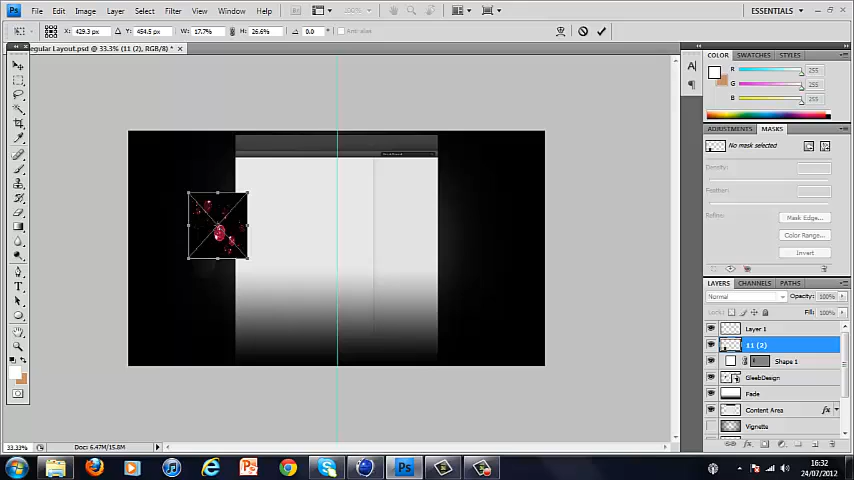 File Edit Image Layer Select Filter View Window Help
ESSENTIALS
X: 429.3 px Y: 454.5 px W: 17.7% H: 26.6% 0.0 Anti-alias
egular Layout.psd @ 33.3% (11 (2), RGB/8*) *
COLOR SWATCHES STYLES
R 255
G 255
B 255
ADJUSTMENTS MASKS
No mask selected
Density:
Feather:
Refine: Mask Edge...
Color Range...
Invert
LAYERS CHANNELS PATHS
Normal Opacity: 100%
Lock: Fill: 100%
Layer 1
11 (2)
Shape 1
GleebDesign
Fade
Content Area fx
Vignette
33.33% Doc: 6.47M/15.8M
16:32
24/07/2012